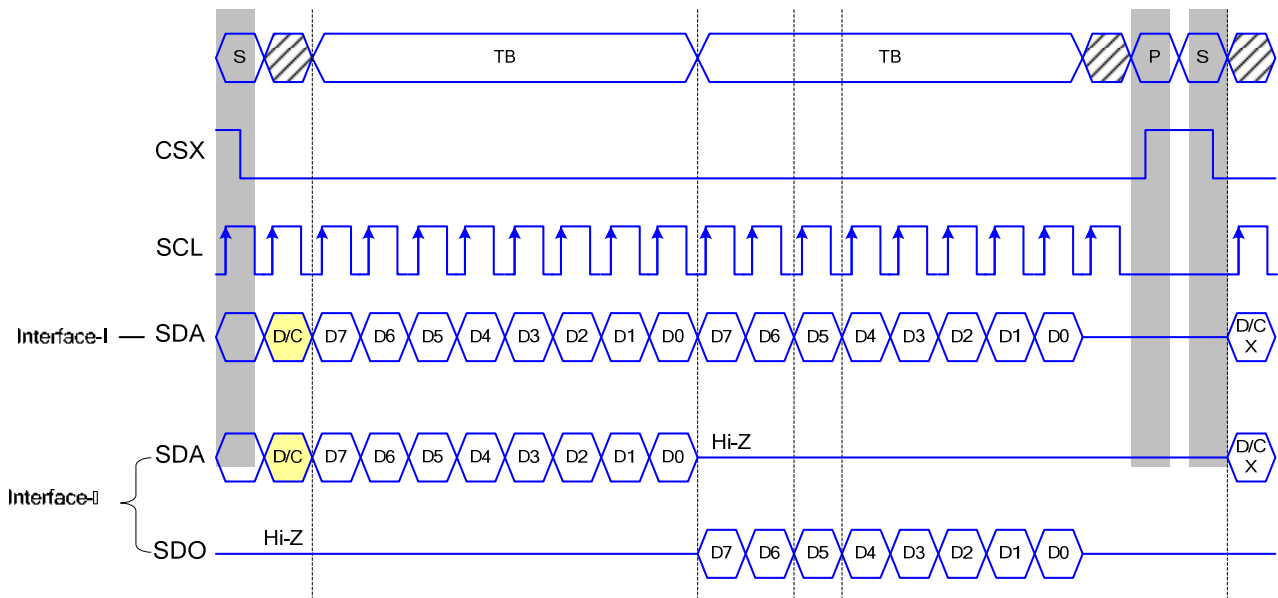 S TB TB P S
CSX
SCL
Interface-I SDA D/C D7 D6 D5 D4 D3 D2 D1 D0 D7 D6 D5 D4 D3 D2 D1 D0 D/C
X
SDA D/C D7 D6 D5 D4 D3 D2 D1 D0 Hi-Z D/C
X
Interface-
SDO Hi-Z D7 D6 D5 D4 D3 D2 D1 D0